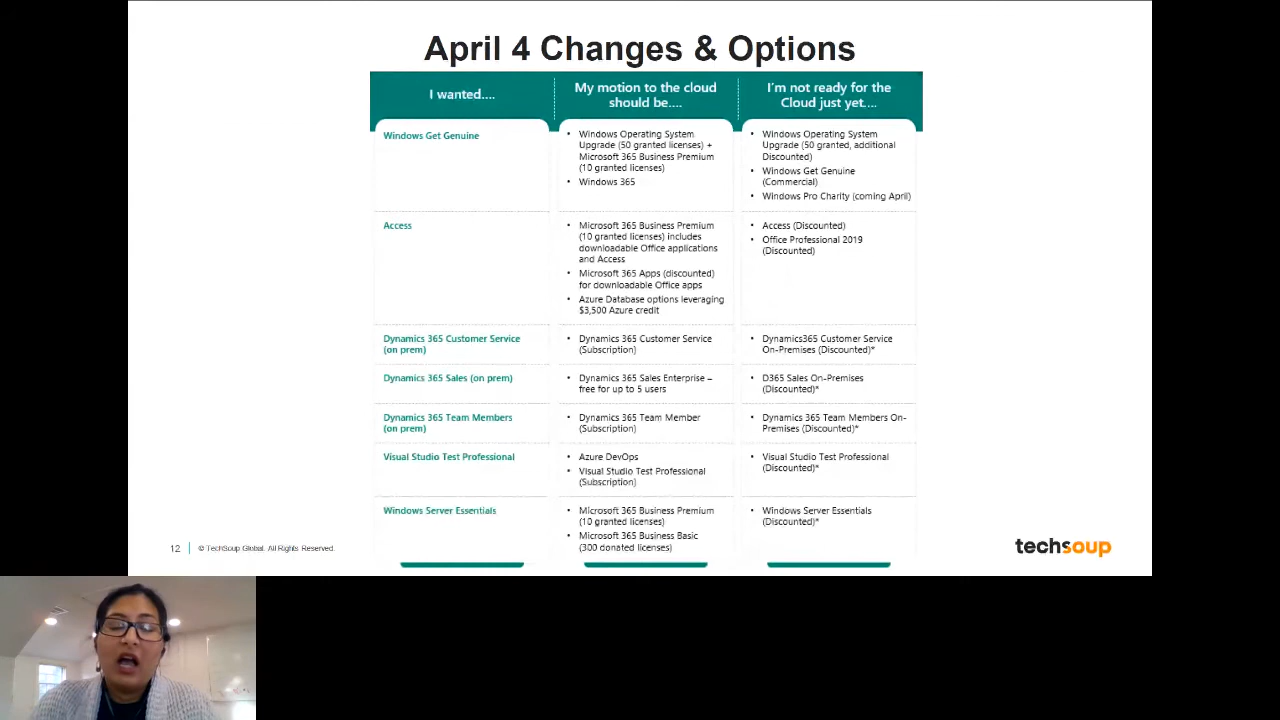 April 4 Changes & Options
I wanted....
My motion to the cloud
should be....
I'm not ready for the
Cloud just yet....
Windows Get Genuine
• Windows Operating System
Upgrade (50 granted licenses) +
Microsoft 365 Business Premium
(10 granted licenses)
• Windows 365
• Windows Operating System
Upgrade (50 granted, additional
Discounted)
• Windows Get Genuine
(Commercial)
• Windows Pro Charity (coming April)
Access
• Microsoft 365 Business Premium
(10 granted licenses) includes
downloadable Office applications
and Access
• Microsoft 365 Apps (discounted)
for downloadable Office apps
• Azure Database options leveraging
$3,500 Azure credit
• Access (Discounted)
• Office Professional 2019
(Discounted)
Dynamics 365 Customer Service
(on prem)
• Dynamics 365 Customer Service
(Subscription)
• Dynamics365 Customer Service
On-Premises (Discounted)*
Dynamics 365 Sales (on prem)
• Dynamics 365 Sales Enterprise –
free for up to 5 users
• D365 Sales On-Premises
(Discounted)*
Dynamics 365 Team Members
(on prem)
• Dynamics 365 Team Member
(Subscription)
• Dynamics 365 Team Members On-
Premises (Discounted)*
Visual Studio Test Professional
• Azure DevOps
• Visual Studio Test Professional
(Subscription)
• Visual Studio Test Professional
(Discounted)*
Windows Server Essentials
• Microsoft 365 Business Premium
(10 granted licenses)
• Microsoft 365 Business Basic
(300 donated licenses)
• Windows Server Essentials
(Discounted)*
12
© TechSoup Global. All Rights Reserved.
techsoup